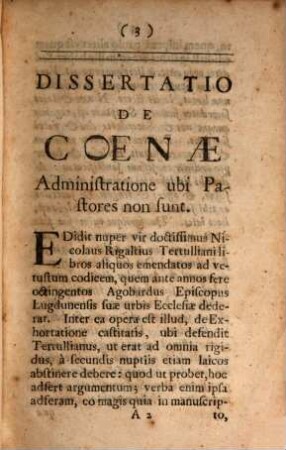 ( 3 )
DISSERTATIO
DE
COENÆ
Administratione ubi Pa-
stores non sunt.
EDidit nuper vir doctissimus Ni-
colaus Rigaltius Tertulliani li-
bros aliquos emendatos ad ve-
tustum codicem, quem ante annos fere
octingentos Agobardus Episcopus
Lugdunensis suæ urbis Ecclesiæ dede-
rat. Inter ea opera est illud, de Ex-
hortatione castitatis, ubi defendit
Tertullianus, ut erat ad omnia rigi-
dus, à secundis nuptiis etiam laicos
abstinere debere: quod ut probet, hoc
adfert argumentum; verba enim ipsa
adferam, eo magis quia in manuscrip-
A 2 to,